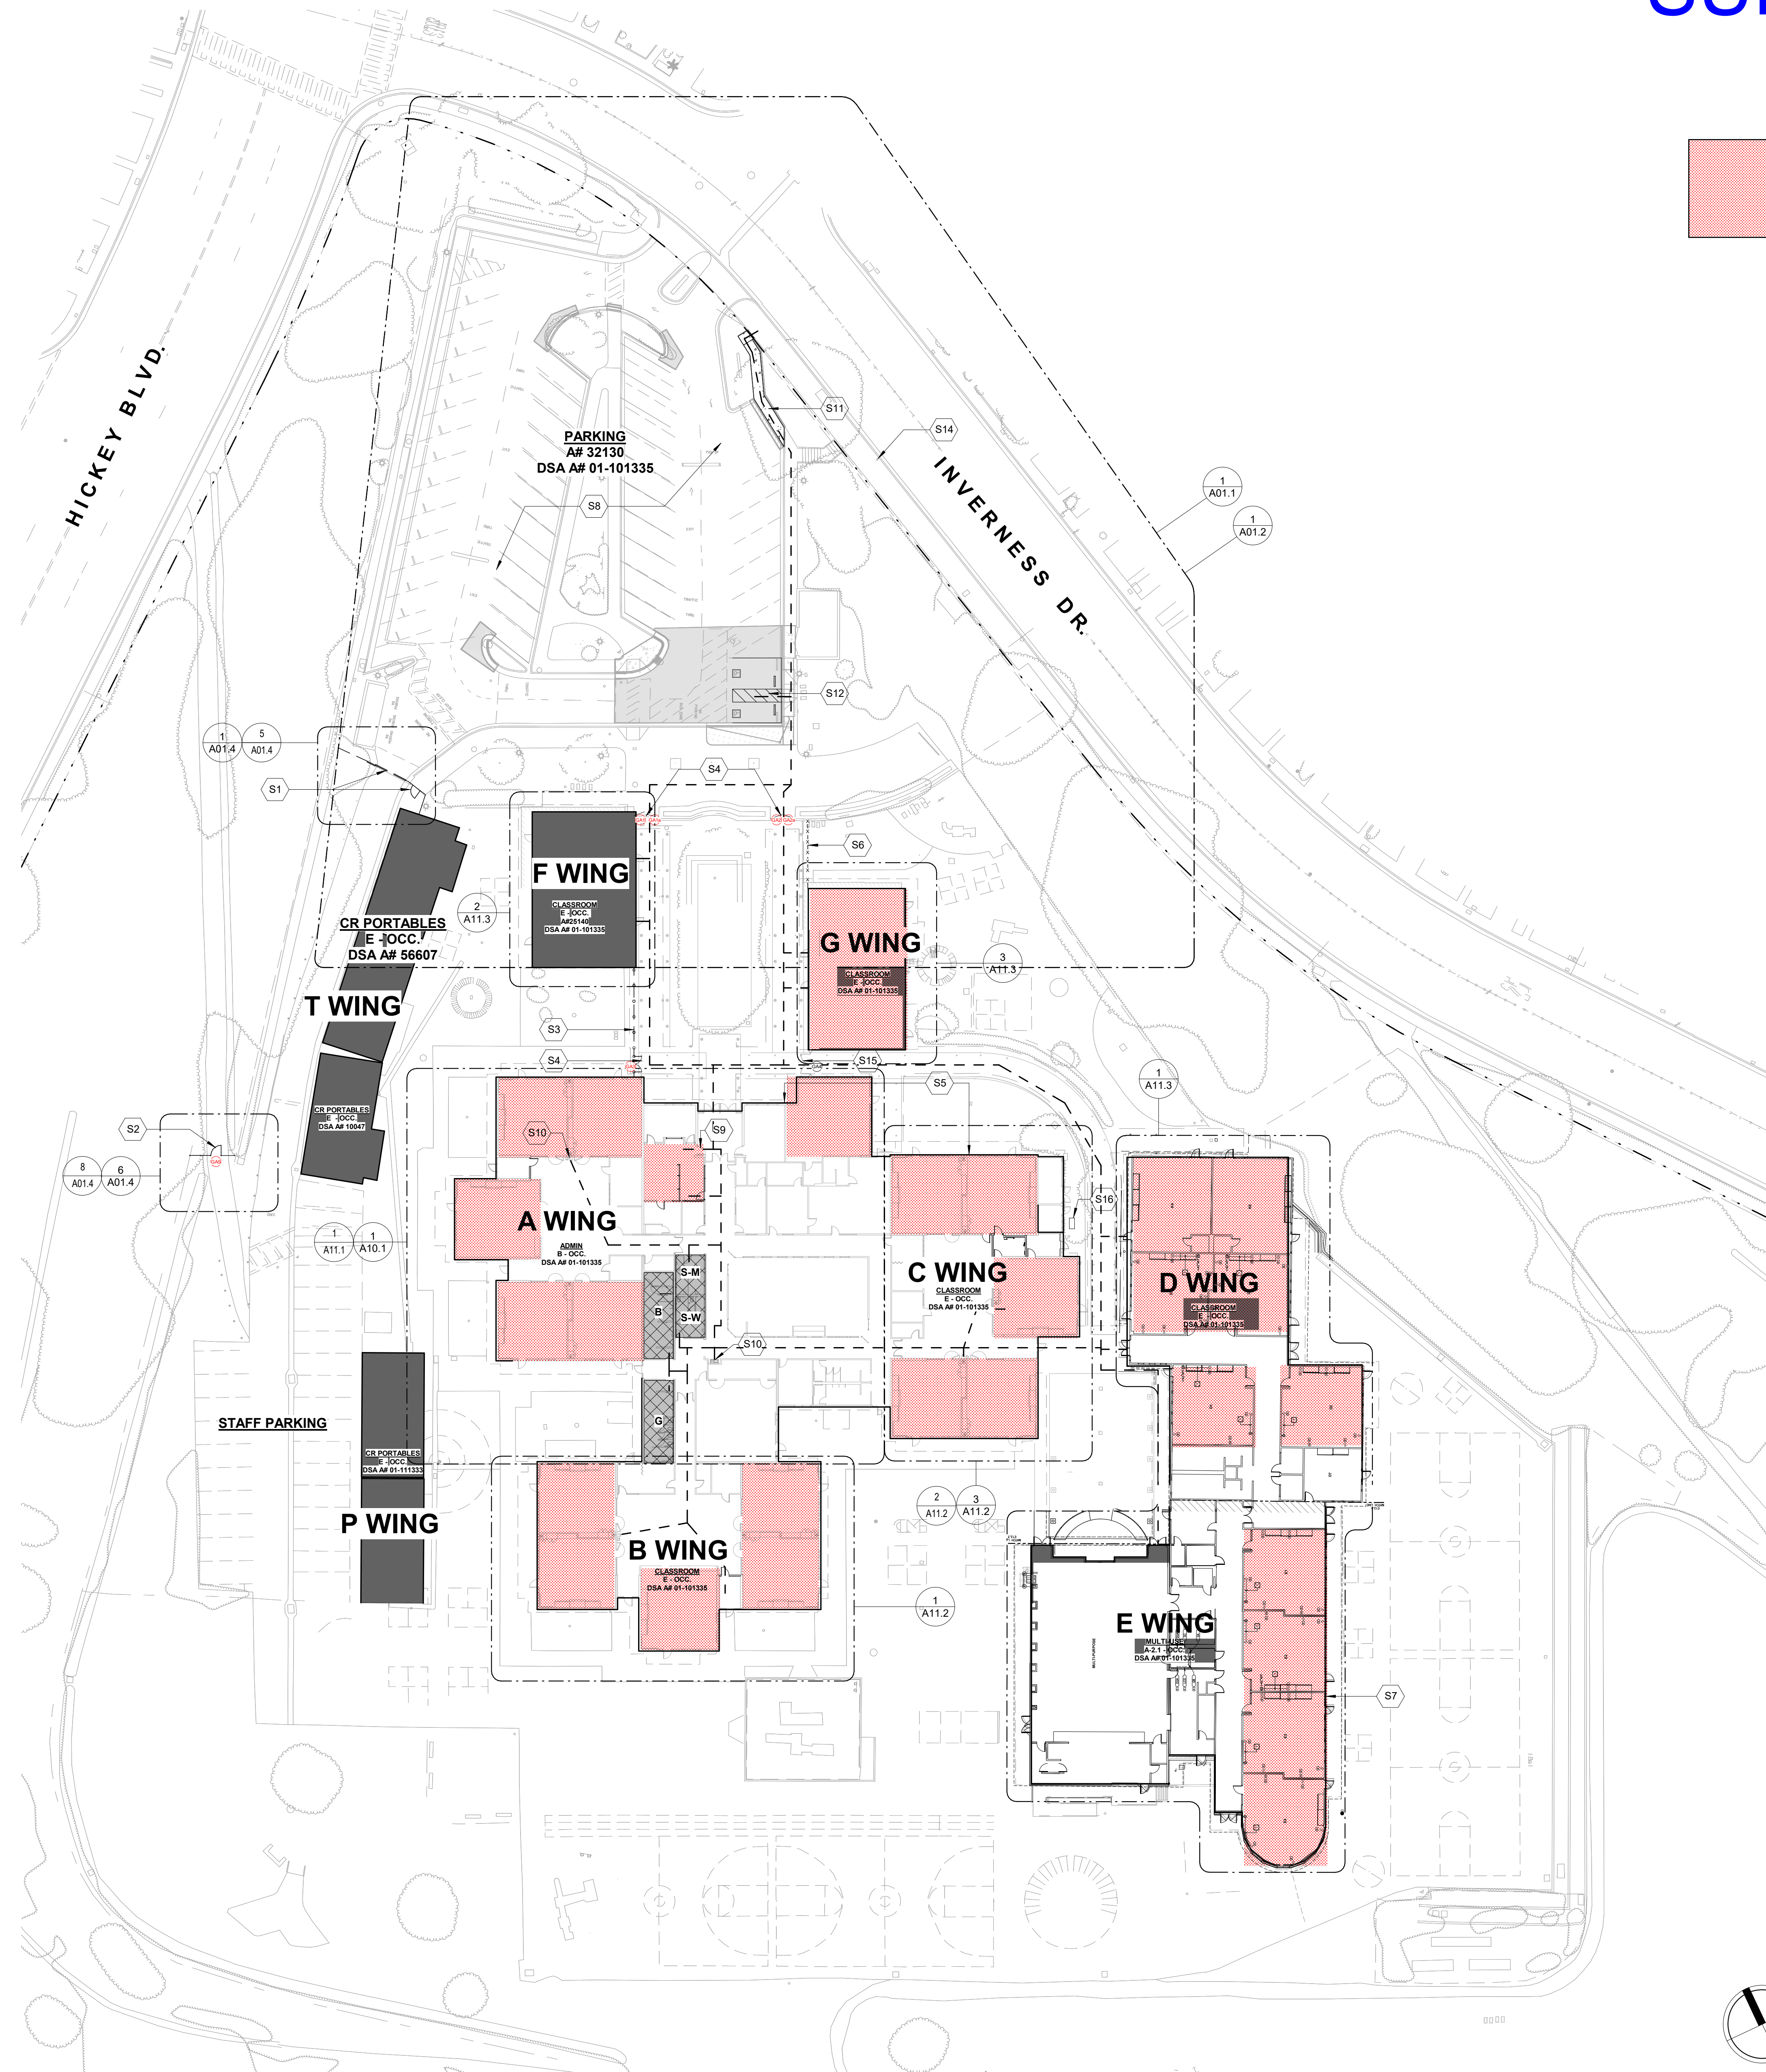 HICKEY BLVD.
PARKING
A# 32130
DSA A# 01-101335
S11
S14
INVERNESS DR.
1
A01.1
1
A01.2
S8
S12
1
A01.4
5
A01.4
S1
S4
S6
F WING
CLASSROOM
E - OCC.
A#25140
DSA A# 01-101335
2
A11.3
CR PORTABLES
E - OCC.
DSA A# 56607
G WING
CLASSROOM
E - OCC.
DSA A# 01-101335
3
A11.3
T WING
S3
S4
S15
S5
1
A11.3
CR PORTABLES
E - OCC.
DSA A# 10047
S2
8
A01.4
6
A01.4
S10
S9
S16
A WING
ADMIN
B - OCC.
DSA A# 01-101335
1
A11.1
1
A10.1
S-M
S-W
B
C WING
CLASSROOM
E - OCC.
DSA A# 01-101335
D WING
CLASSROOM
E - OCC.
DSA A# 01-101335
S10
G
STAFF PARKING
CR PORTABLES
E - OCC.
DSA A# 01-111333
P WING
2
A11.2
3
A11.2
B WING
CLASSROOM
E - OCC.
DSA A# 01-101335
1
A11.2
E WING
MULTI-USE
A-2.1 - OCC.
DSA A# 01-101335
MULTI-PURPOSE
S7